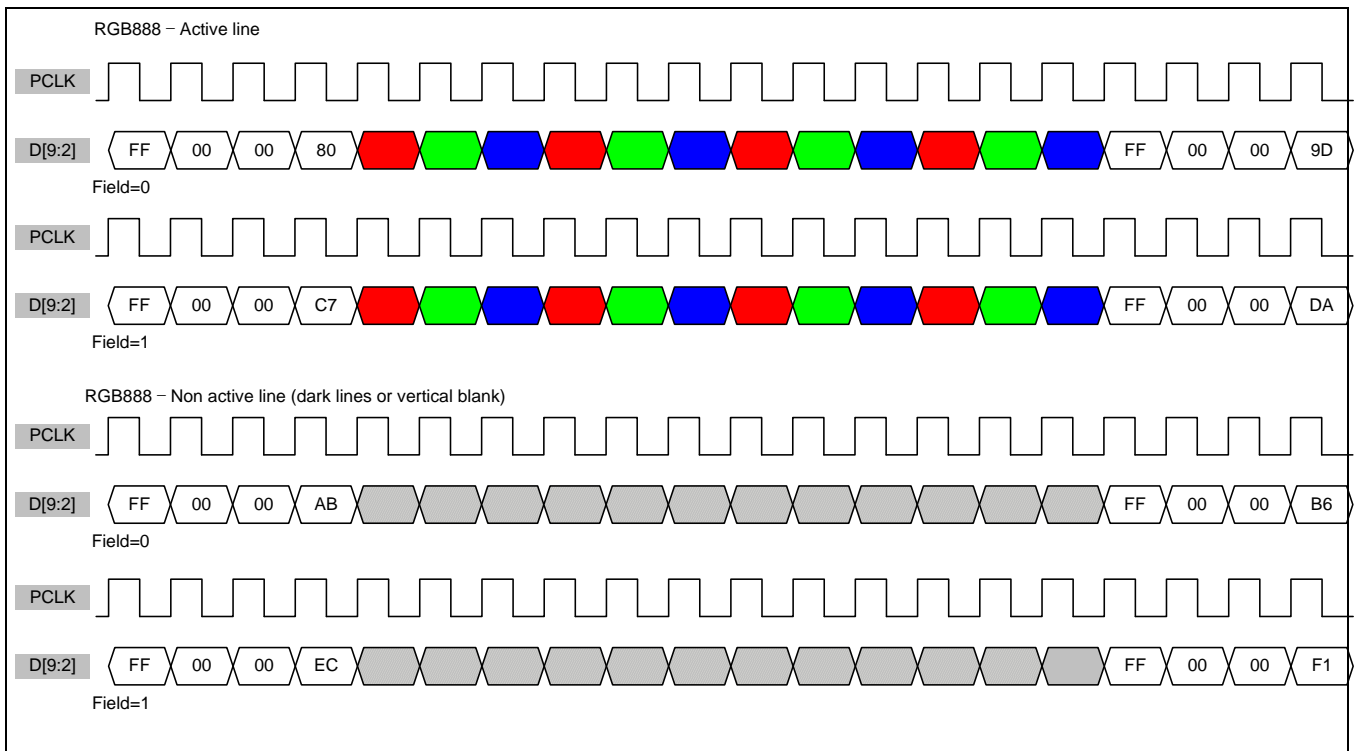 RGB888 – Active line
PCLK
D[9:2] FF 00 00 80 FF 00 00 9D
Field=0
PCLK
D[9:2] FF 00 00 C7 FF 00 00 DA
Field=1
RGB888 – Non active line (dark lines or vertical blank)
PCLK
D[9:2] FF 00 00 AB FF 00 00 B6
Field=0
PCLK
D[9:2] FF 00 00 EC FF 00 00 F1
Field=1